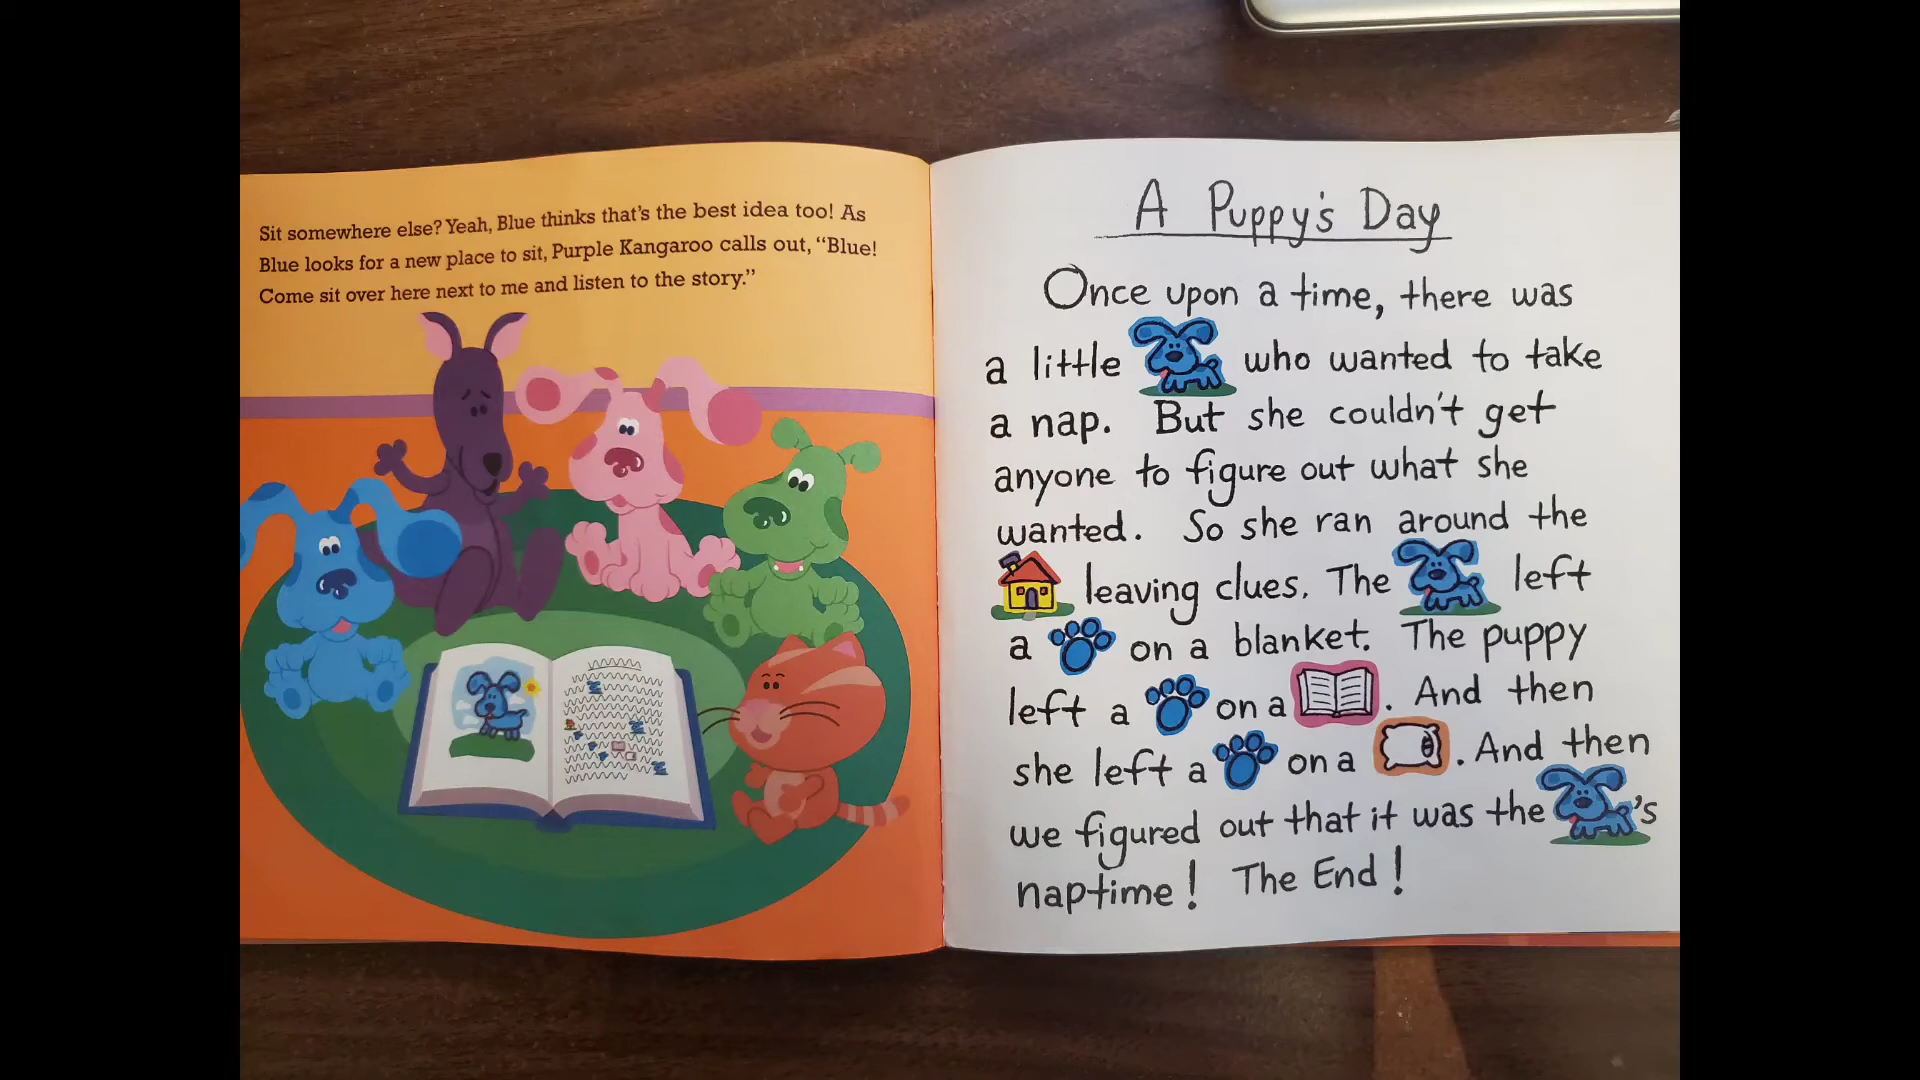 Sit somewhere else? Yeah, Blue thinks that's the best idea too! As
Blue looks for a new place to sit, Purple Kangaroo calls out, “Blue!
Come sit over here next to me and listen to the story.”
A Puppy's Day
Once upon a time, there was
a little who wanted to take
a nap. But she couldn't get
anyone to figure out what she
wanted. So she ran around the
leaving clues. The left
a on a blanket. The puppy
left a on a . And then
she left a on a . And then
we figured out that it was the 's
naptime! The End!